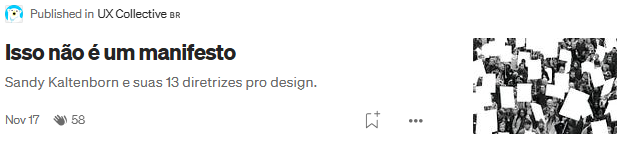 Published in UX Collective BR
Isso não é um manifesto
Sandy Kaltenborn e suas 13 diretrizes pro design.
Nov 17 58